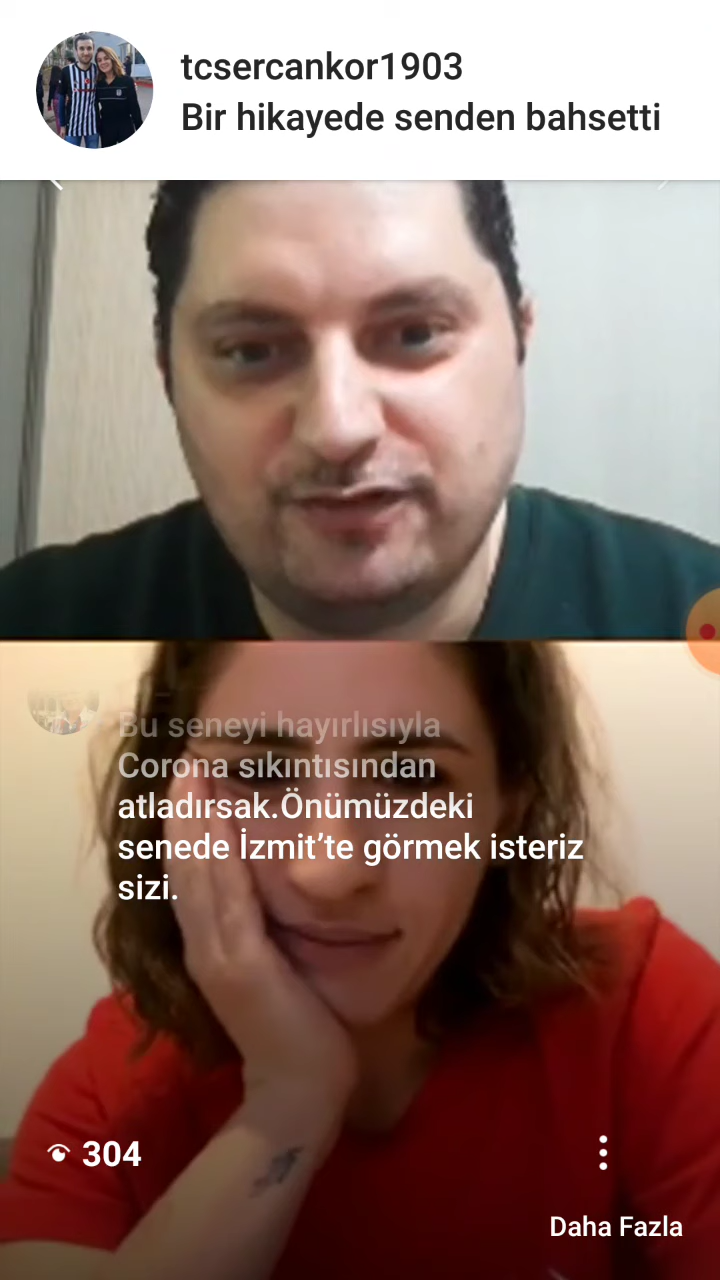 tcsercankor1903
Bir hikayede senden bahsetti
Bu seneyi hayırlısıyla
Corona sıkıntısından
atladırsak.Önümüzdeki
senede İzmit’te görmek isteriz
sizi.
304
Daha Fazla